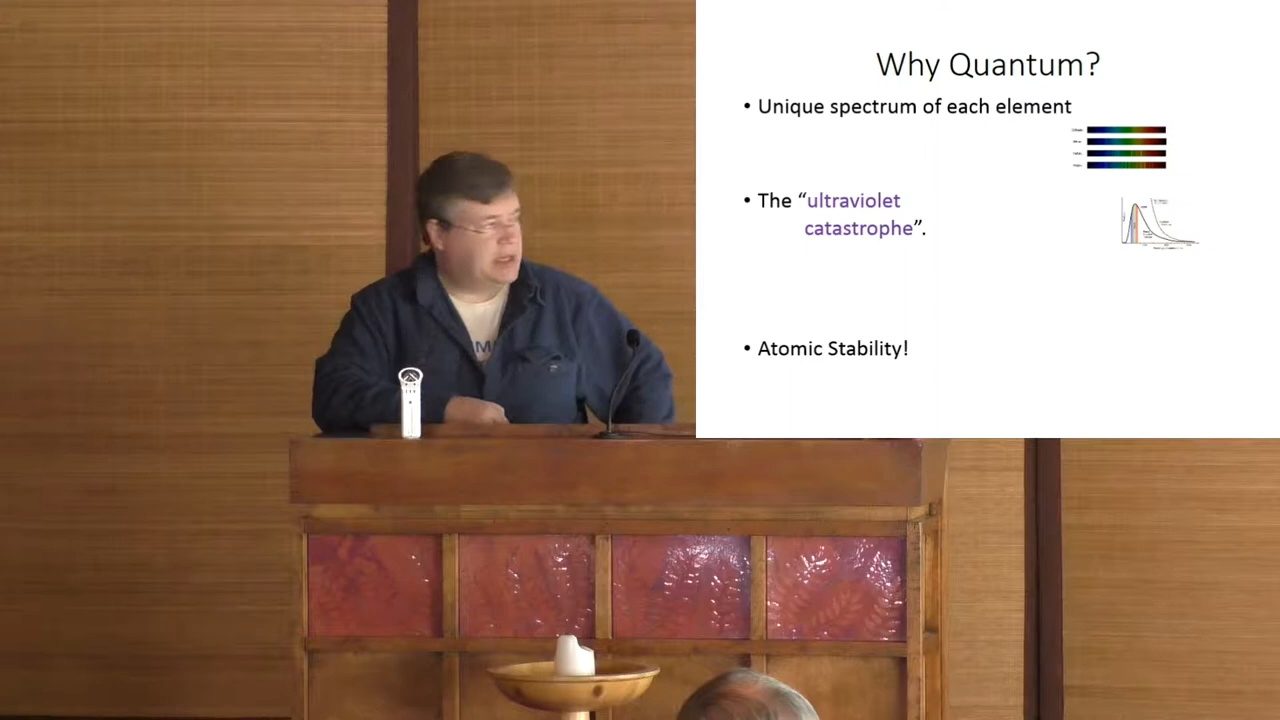 Why Quantum?
• Unique spectrum of each element
• The “ultraviolet
catastrophe”.
• Atomic Stability!